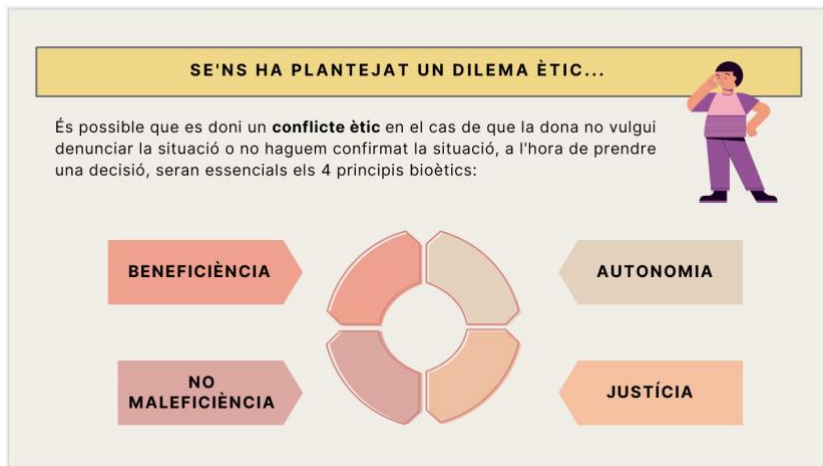 SE'NS HA PLANTEJAT UN DILEMA ÈTIC...
És possible que es doni un conflicte ètic en el cas de que la dona no vulgui
denunciar la situació o no haguem confirmat la situació, a l'hora de prendre
una decisió, seran essencials els 4 principis bioètics:
BENEFICIÈNCIA
AUTONOMIA
NO
MALEFICIÈNCIA
JUSTÍCIA